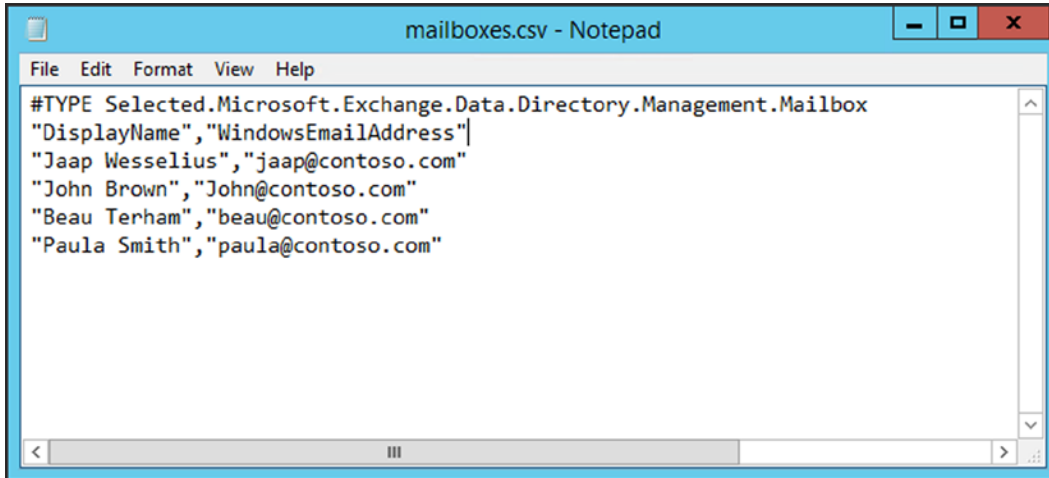 mailboxes.csv - Notepad
File Edit Format View Help
#TYPE Selected.Microsoft.Exchange.Data.Directory.Management.Mailbox
"DisplayName","WindowsEmailAddress"
"Jaap Wesselius","jaap@contoso.com"
"John Brown","John@contoso.com"
"Beau Terham","beau@contoso.com"
"Paula Smith","paula@contoso.com"